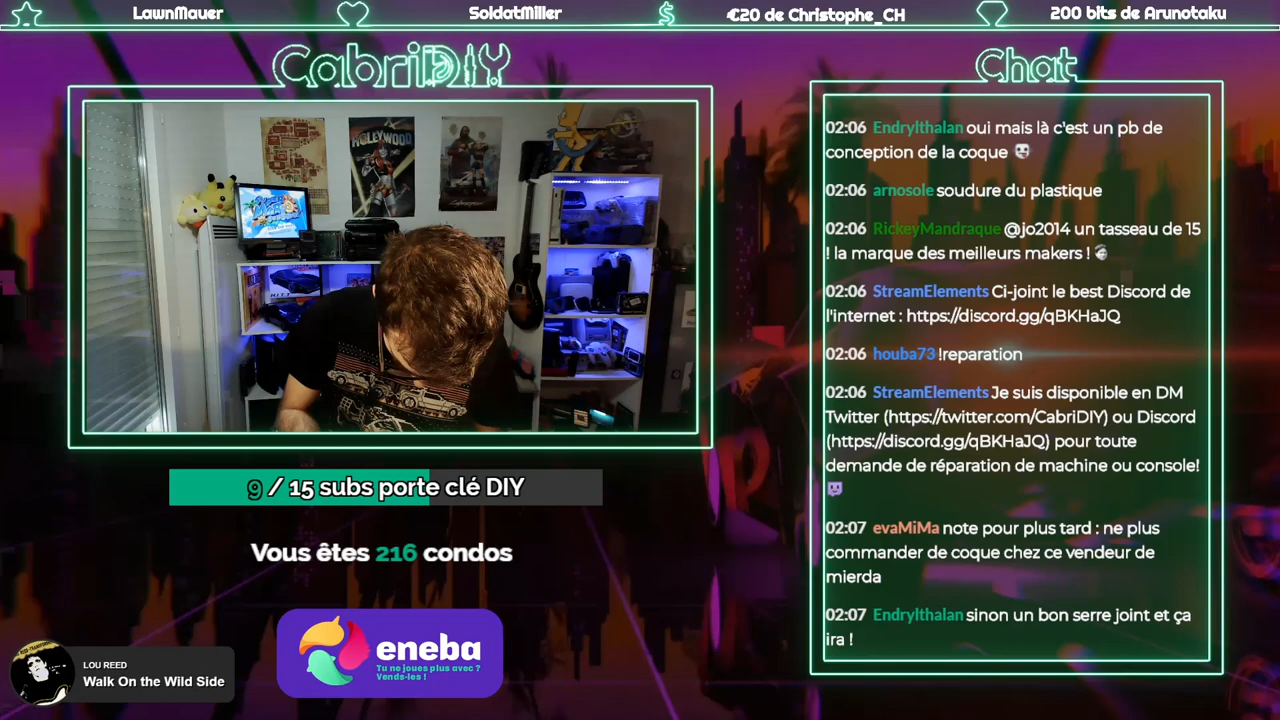 LawnMauer
SoldatMiller
€20 de Christophe_CH
200 bits de Arunotaku
CabriDIY
Chat
HOLLYWOOD
02:06 Endrylthalan oui mais là c'est un pb de
conception de la coque
02:06 arnosole soudure du plastique
02:06 RickeyMandraque @jo2014 un tasseau de 15
! la marque des meilleurs makers !
02:06 StreamElements Ci-joint le best Discord de
l'internet : https://discord.gg/qBKHaJQ
02:06 houba73 !reparation
02:06 StreamElements Je suis disponible en DM
Twitter (https://twitter.com/CabriDIY) ou Discord
(https://discord.gg/qBKHaJQ) pour toute
demande de réparation de machine ou console!
02:07 evaMiMa note pour plus tard : ne plus
commander de coque chez ce vendeur de
mierda
02:07 Endrylthalan sinon un bon serre joint et ça
ira !
9 / 15 subs porte clé DIY
Vous êtes 216 condos
eneba
Tu ne joues plus avec ?
Vends-les !
LOU REED
Walk On the Wild Side